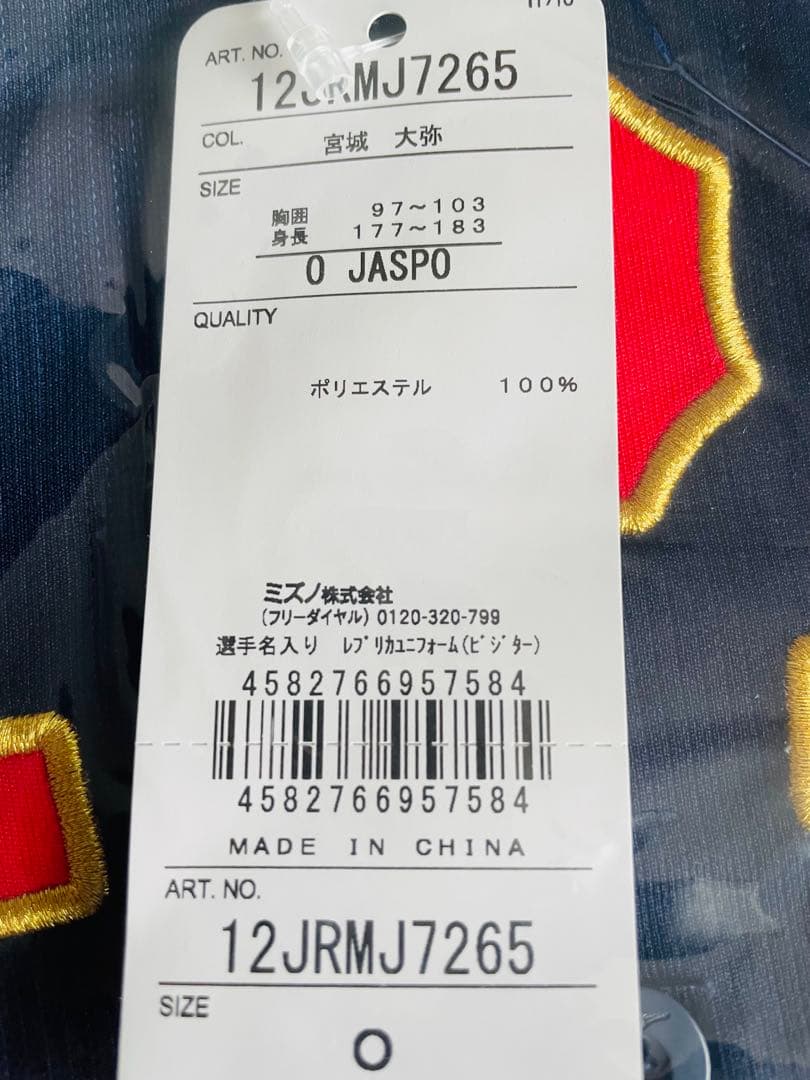 ART. NO.
12JRMJ7265
COL. 宮城 大弥
SIZE
胸囲 97～103
身長 177～183
O JASPO
QUALITY
ポリエステル 100%
ミズノ株式会社
(フリーダイヤル) 0120-320-799
選手名入り ﾚﾌﾟﾘｶﾕﾆﾌｫｰﾑ(ﾋﾞｼﾞﾀｰ)
4582766957584
4582766957584
MADE IN CHINA
ART. NO.
12JRMJ7265
SIZE
O